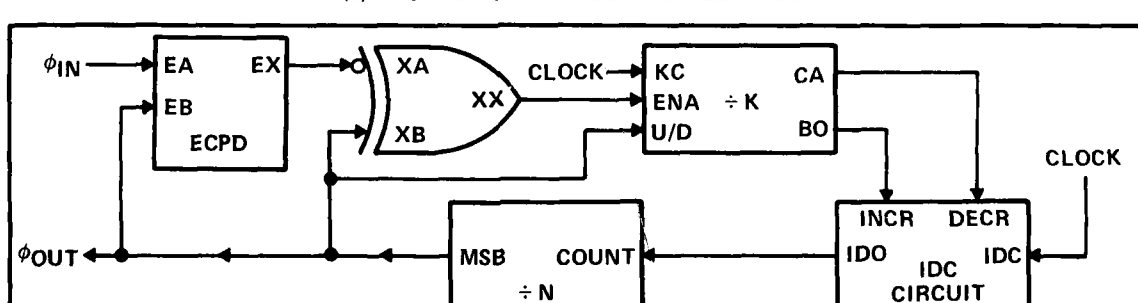 ϕIN
EA
EX
EB
ECPD
XA
XX
XB
CLOCK
KC
CA
ENA
÷ K
U/D
BO
CLOCK
INCR
DECR
ϕOUT
MSB
COUNT
IDO
IDC
IDC
CIRCUIT
÷ N